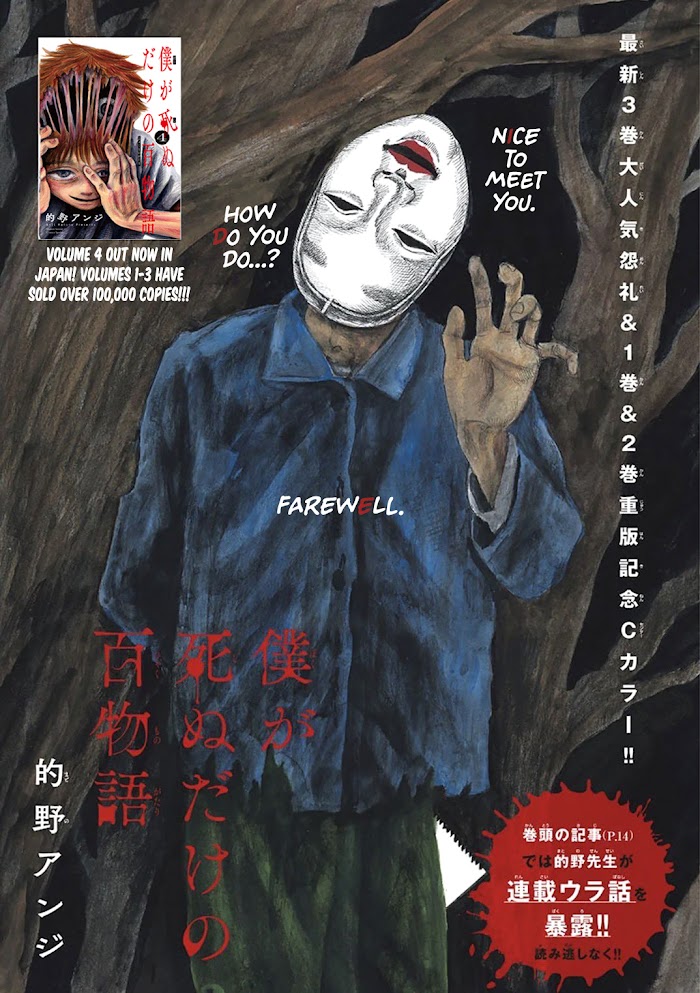 最新3巻大人気怨礼&1巻&2巻重版記念Cカラー!!
僕が死ぬ
だけの百物語
4
的野アンジ
VOLUME 4 OUT NOW IN
JAPAN! VOLUMES 1-3 HAVE
SOLD OVER 100,000 COPIES!!!
NICE
TO
MEET
YOU.
HOW
DO YOU
DO...?
FAREWELL.
僕が
死ぬだけの
百物語
的野アンジ
巻頭の記事(P.14)
では的野先生が
連載ウラ話を
暴露!!
読み逃しなく!!